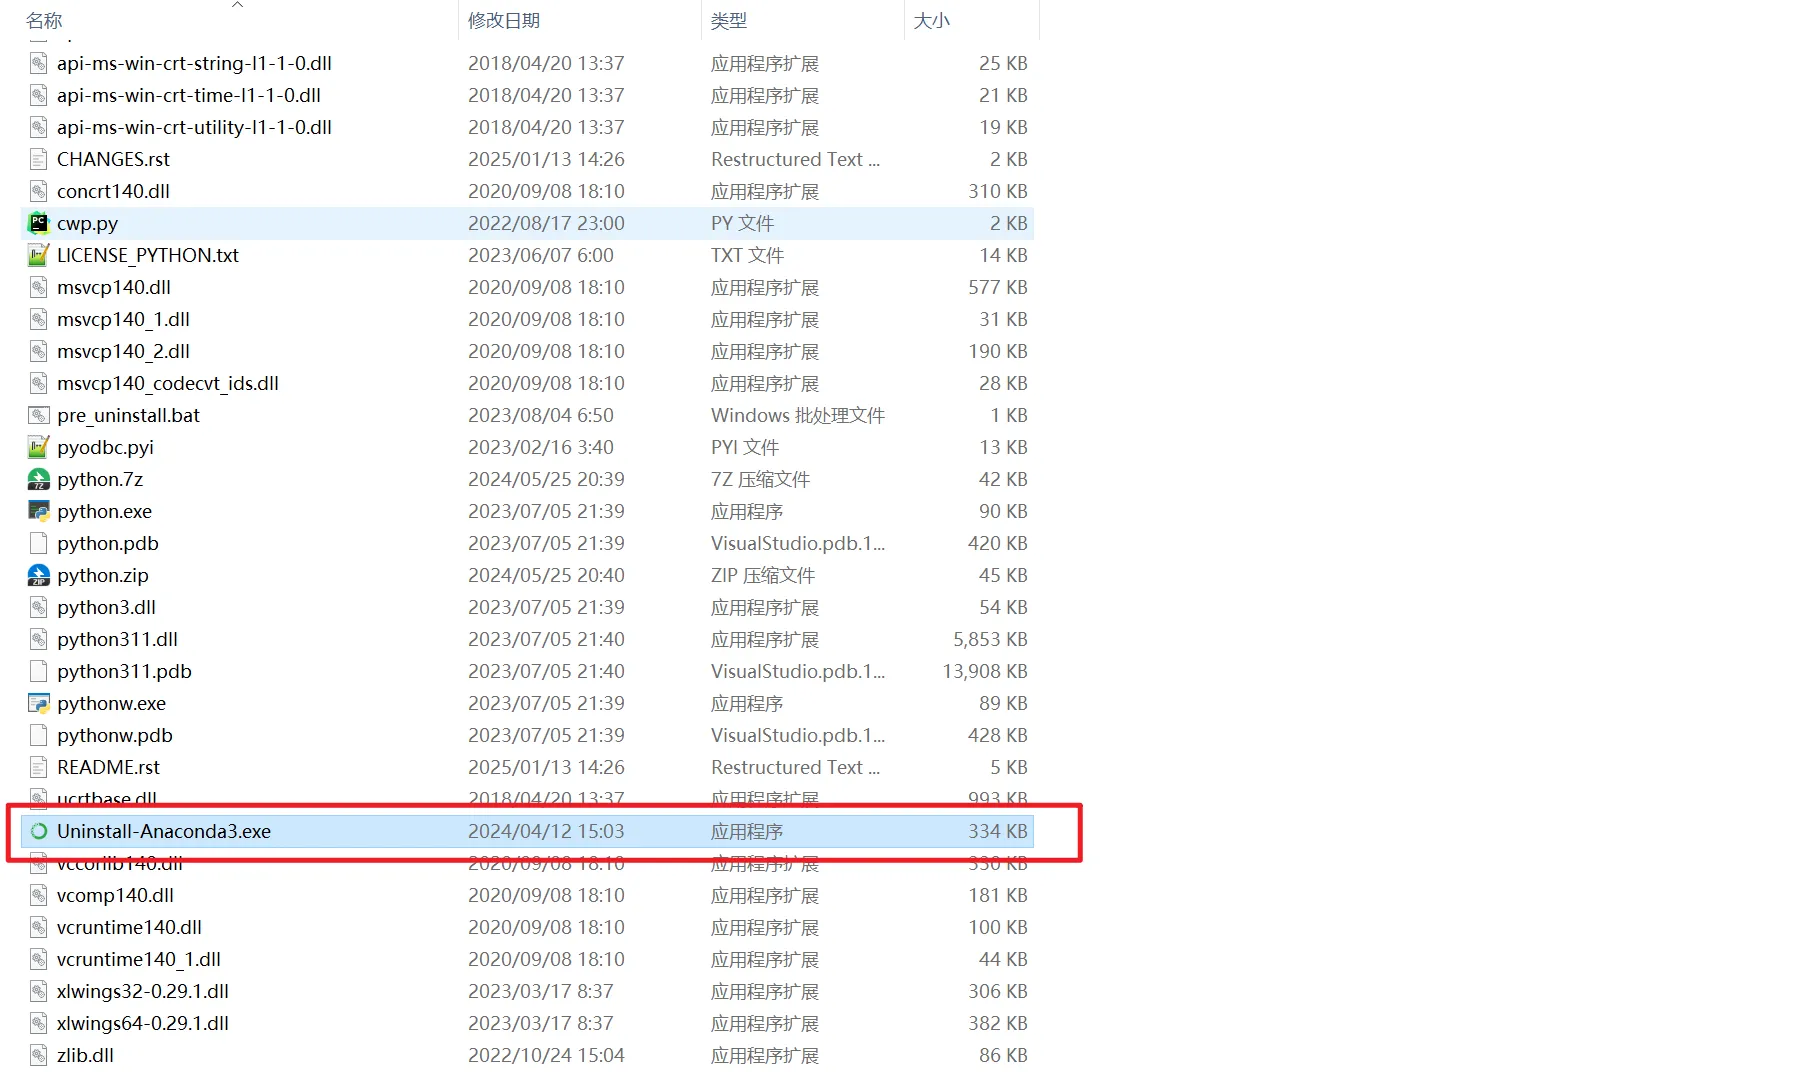 名称 修改日期 类型 大小
api-ms-win-crt-string-l1-1-0.dll 2018/04/20 13:37 应用程序扩展 25 KB
api-ms-win-crt-time-l1-1-0.dll 2018/04/20 13:37 应用程序扩展 21 KB
api-ms-win-crt-utility-l1-1-0.dll 2018/04/20 13:37 应用程序扩展 19 KB
CHANGES.rst 2025/01/13 14:26 Restructured Text ... 2 KB
concrt140.dll 2020/09/08 18:10 应用程序扩展 310 KB
cwp.py 2022/08/17 23:00 PY 文件 2 KB
LICENSE_PYTHON.txt 2023/06/07 6:00 TXT 文件 14 KB
msvcp140.dll 2020/09/08 18:10 应用程序扩展 577 KB
msvcp140_1.dll 2020/09/08 18:10 应用程序扩展 31 KB
msvcp140_2.dll 2020/09/08 18:10 应用程序扩展 190 KB
msvcp140_codecvt_ids.dll 2020/09/08 18:10 应用程序扩展 28 KB
pre_uninstall.bat 2023/08/04 6:50 Windows 批处理文件 1 KB
pyodbc.pyi 2023/02/16 3:40 PYI 文件 13 KB
python.7z 2024/05/25 20:39 7Z 压缩文件 42 KB
python.exe 2023/07/05 21:39 应用程序 90 KB
python.pdb 2023/07/05 21:39 VisualStudio.pdb.1... 420 KB
python.zip 2024/05/25 20:40 ZIP 压缩文件 45 KB
python3.dll 2023/07/05 21:39 应用程序扩展 54 KB
python311.dll 2023/07/05 21:40 应用程序扩展 5,853 KB
python311.pdb 2023/07/05 21:40 VisualStudio.pdb.1... 13,908 KB
pythonw.exe 2023/07/05 21:39 应用程序 89 KB
pythonw.pdb 2023/07/05 21:39 VisualStudio.pdb.1... 428 KB
README.rst 2025/01/13 14:26 Restructured Text ... 5 KB
ucrtbase.dll 2018/04/20 13:37 应用程序扩展 993 KB
Uninstall-Anaconda3.exe 2024/04/12 15:03 应用程序 334 KB
vccorlib140.dll 2020/09/08 18:10 应用程序扩展 330 KB
vcomp140.dll 2020/09/08 18:10 应用程序扩展 181 KB
vcruntime140.dll 2020/09/08 18:10 应用程序扩展 100 KB
vcruntime140_1.dll 2020/09/08 18:10 应用程序扩展 44 KB
xlwings32-0.29.1.dll 2023/03/17 8:37 应用程序扩展 306 KB
xlwings64-0.29.1.dll 2023/03/17 8:37 应用程序扩展 382 KB
zlib.dll 2022/10/24 15:04 应用程序扩展 86 KB